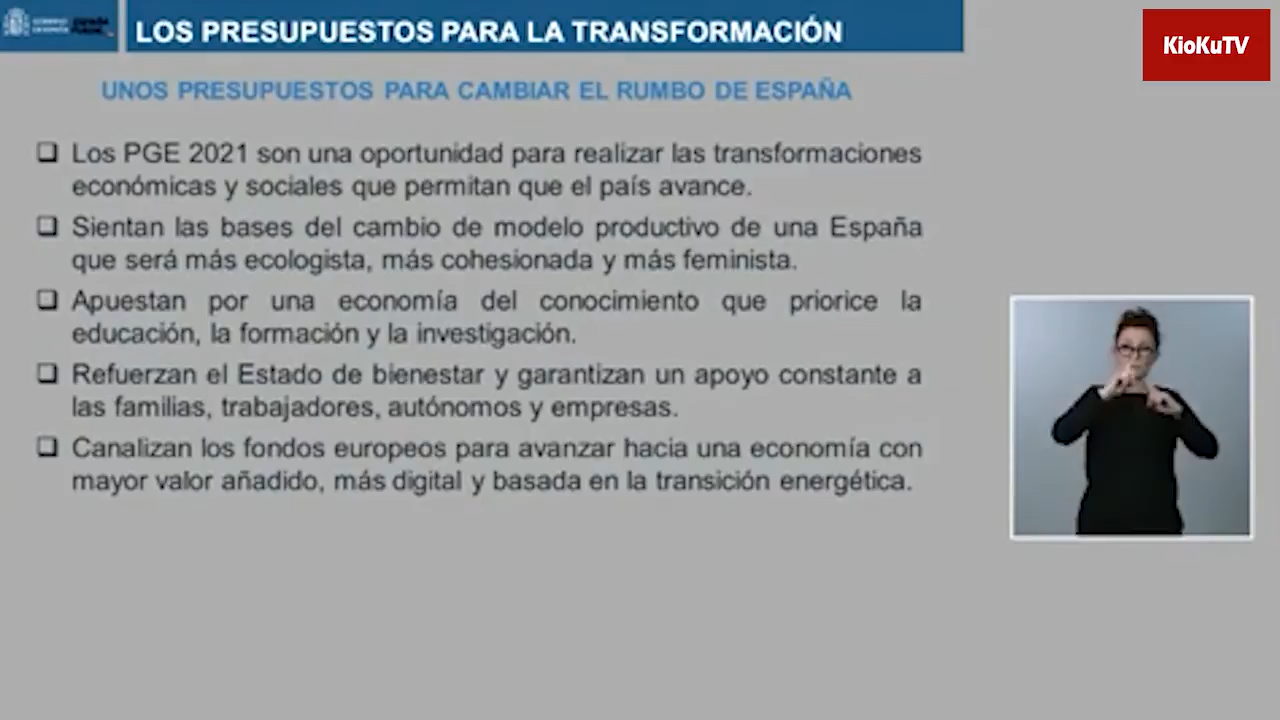 LOS PRESUPUESTOS PARA LA TRANSFORMACIÓN
KioKuTV
UNOS PRESUPUESTOS PARA CAMBIAR EL RUMBO DE ESPAÑA
❑ Los PGE 2021 son una oportunidad para realizar las transformaciones
económicas y sociales que permitan que el país avance.
❑ Sientan las bases del cambio de modelo productivo de una España
que será más ecologista, más cohesionada y más feminista.
❑ Apuestan por una economía del conocimiento que priorice la
educación, la formación y la investigación.
❑ Refuerzan el Estado de bienestar y garantizan un apoyo constante a
las familias, trabajadores, autónomos y empresas.
❑ Canalizan los fondos europeos para avanzar hacia una economía con
mayor valor añadido, más digital y basada en la transición energética.